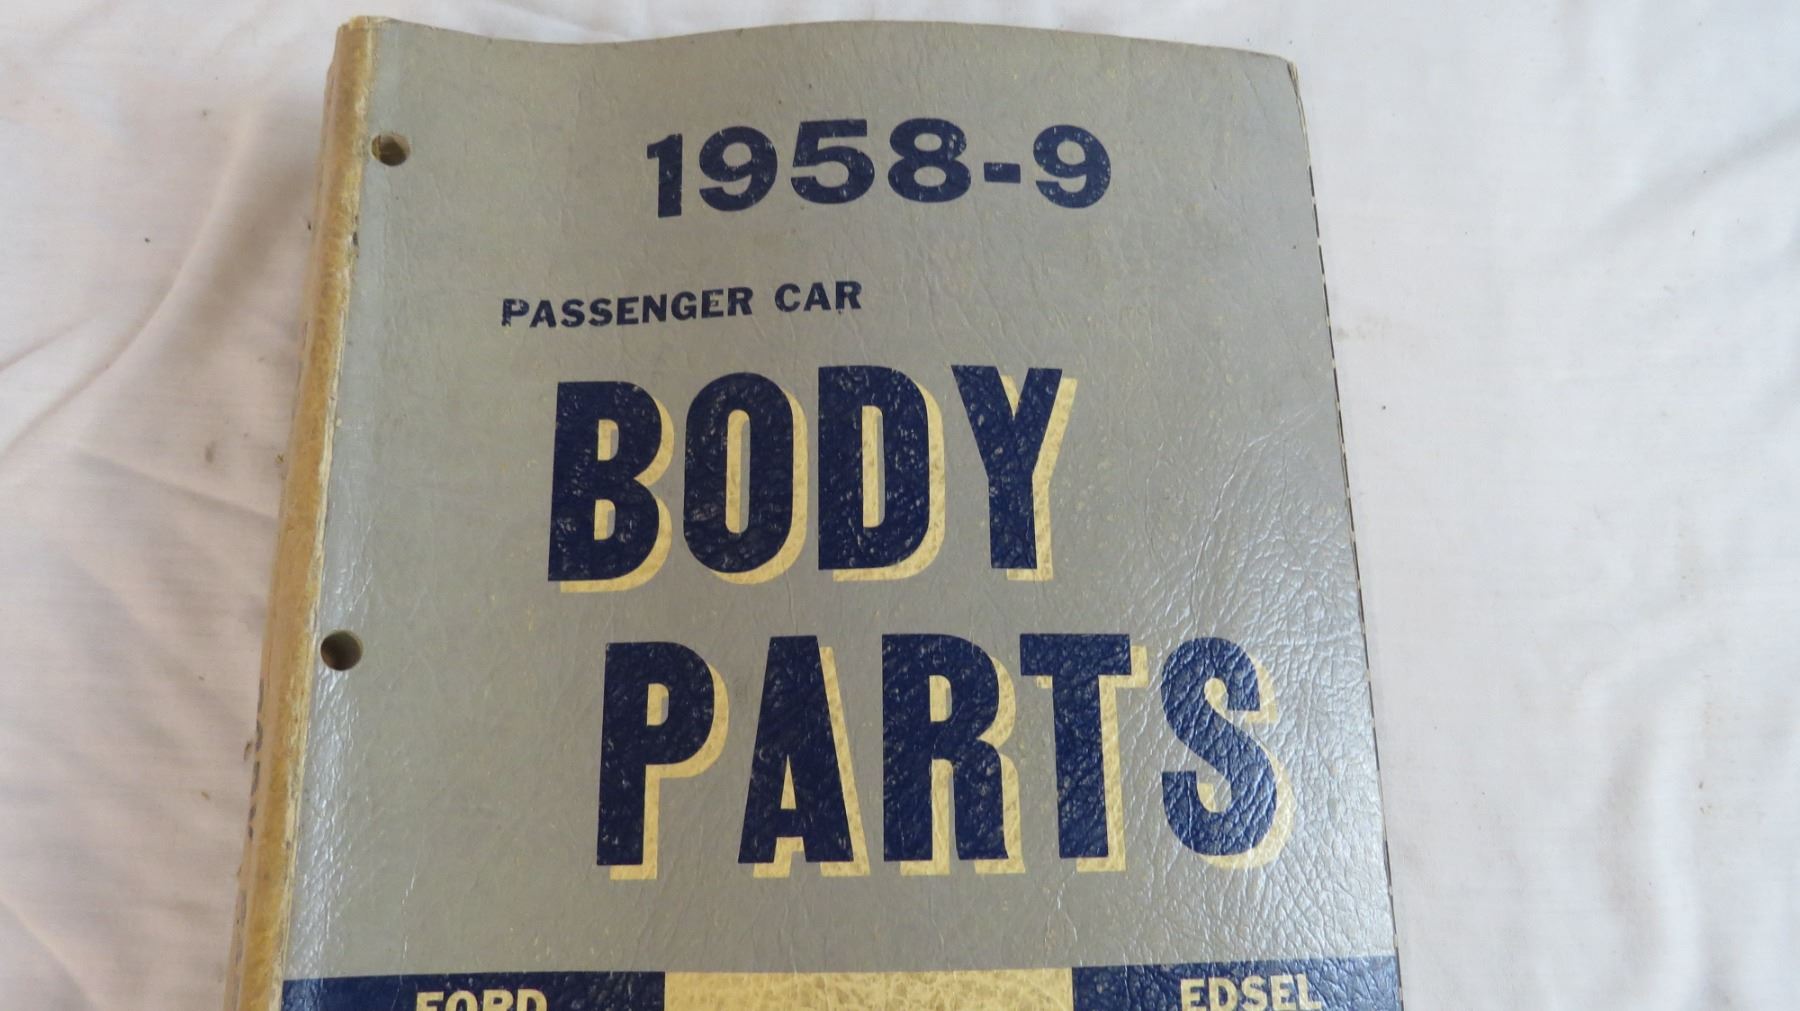 1958-9
PASSENGER CAR
BODY
PARTS
FORD EDSEL